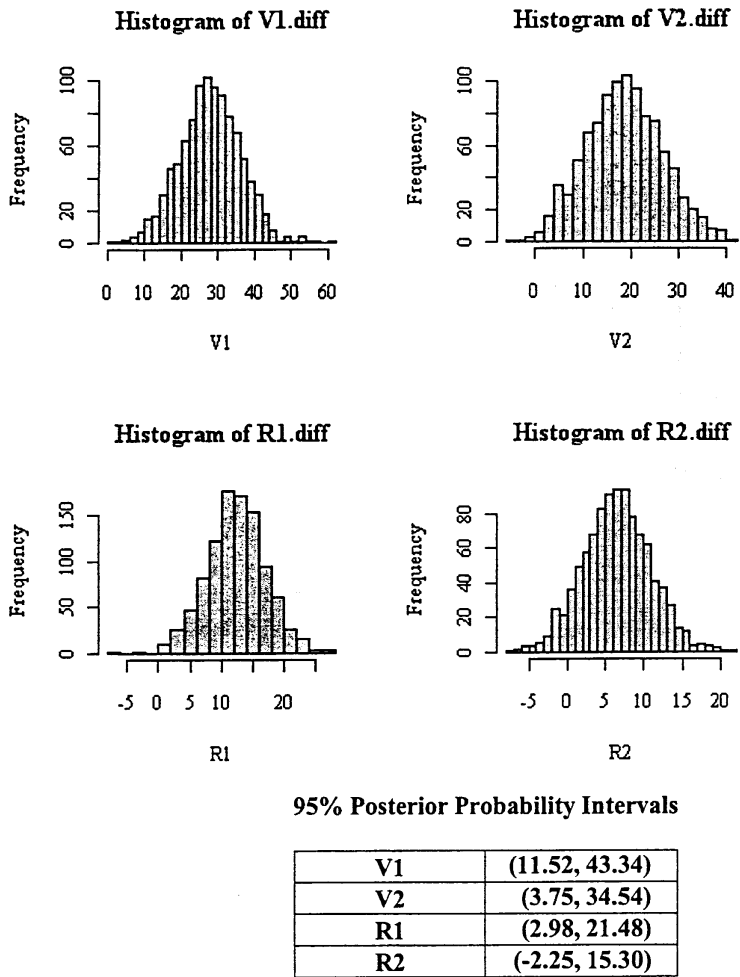 Histogram of V1.diff
Frequency
0 20 60 100
0 10 20 30 40 50 60
V1
Histogram of V2.diff
Frequency
0 20 60 100
0 10 20 30 40
V2
Histogram of R1.diff
Frequency
0 50 100 150
-5 0 5 10 20
R1
Histogram of R2.diff
Frequency
0 20 40 60 80
-5 0 5 10 15 20
R2
95% Posterior Probability Intervals
V1 (11.52, 43.34)
V2 (3.75, 34.54)
R1 (2.98, 21.48)
R2 (-2.25, 15.30)